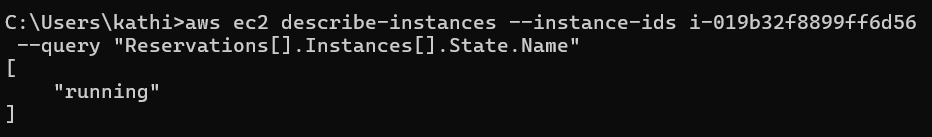 C:\Users\kathi>aws ec2 describe-instances --instance-ids i-019b32f8899ff6d56
 --query "Reservations[].Instances[].State.Name"
[
    "running"
]